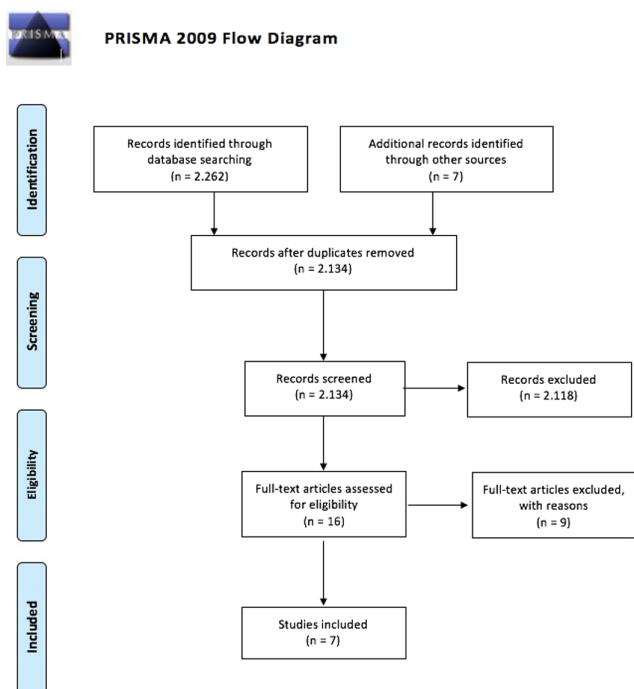 PRISMA
PRISMA 2009 Flow Diagram
Identification
Records identified through
database searching
(n = 2.262)
Additional records identified
through other sources
(n = 7)
Records after duplicates removed
(n = 2.134)
Screening
Records screened
(n = 2.134)
Records excluded
(n = 2.118)
Eligibility
Full-text articles assessed
for eligibility
(n = 16)
Full-text articles excluded,
with reasons
(n = 9)
Included
Studies included
(n = 7)